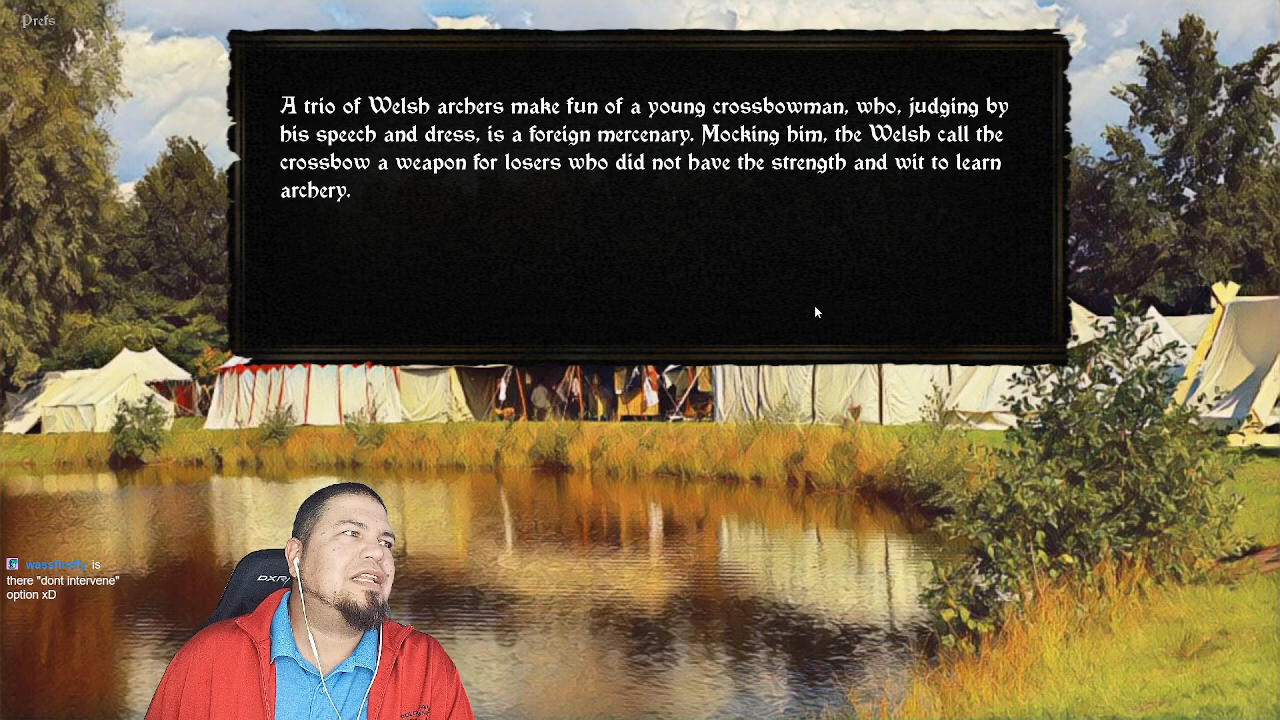 Prefs
A trio of Welsh archers make fun of a young crossbowman, who, judging by
his speech and dress, is a foreign mercenary. Mocking him, the Welsh call the
crossbow a weapon for losers who did not have the strength and wit to learn
archery.
wassfirefly is
there "dont intervene"
option xD
DXR